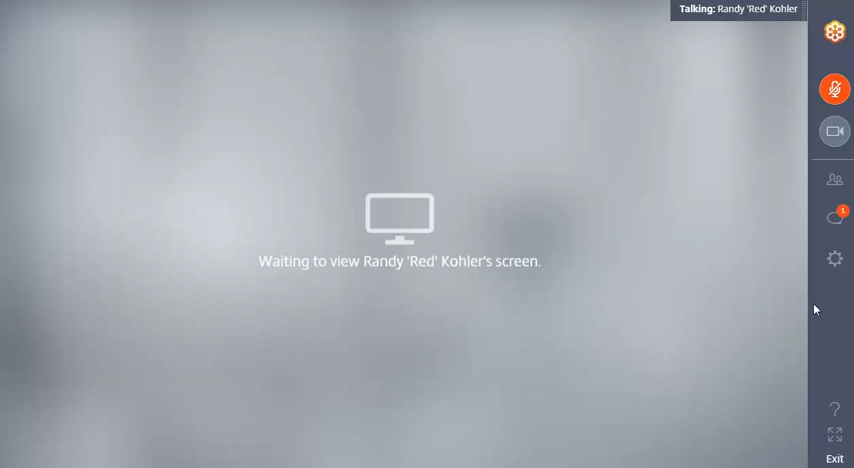 Talking: Randy 'Red' Kohler
1
Waiting to view Randy 'Red' Kohler's screen.
?
Exit